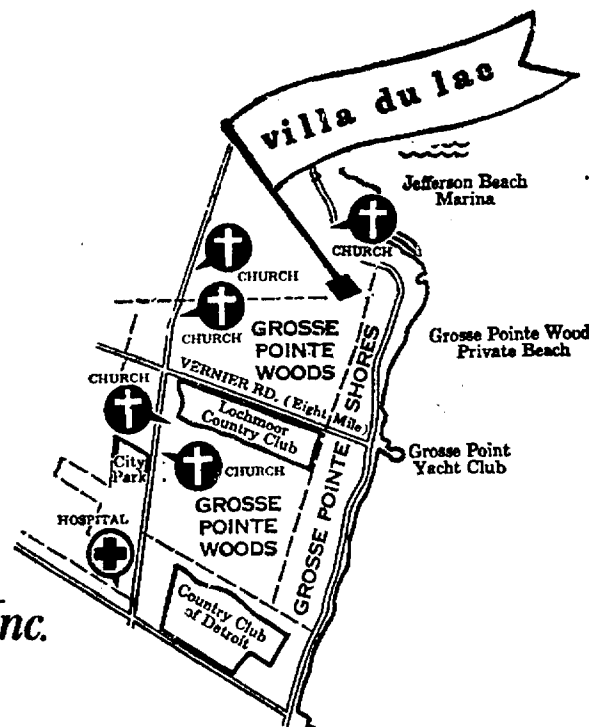 villa du lac
Jefferson Beach
Marina
CHURCH
CHURCH
CHURCH
GROSSE
POINTE
WOODS
Grosse Pointe Wood
Private Beach
VERNIER RD. (Eight Mile)
CHURCH
Lochmoor
Country Club
GROSSE POINTE SHORES
Grosse Point
Yacht Club
City
Park
CHURCH
GROSSE
POINTE
WOODS
HOSPITAL
Country Club
of Detroit
nc.